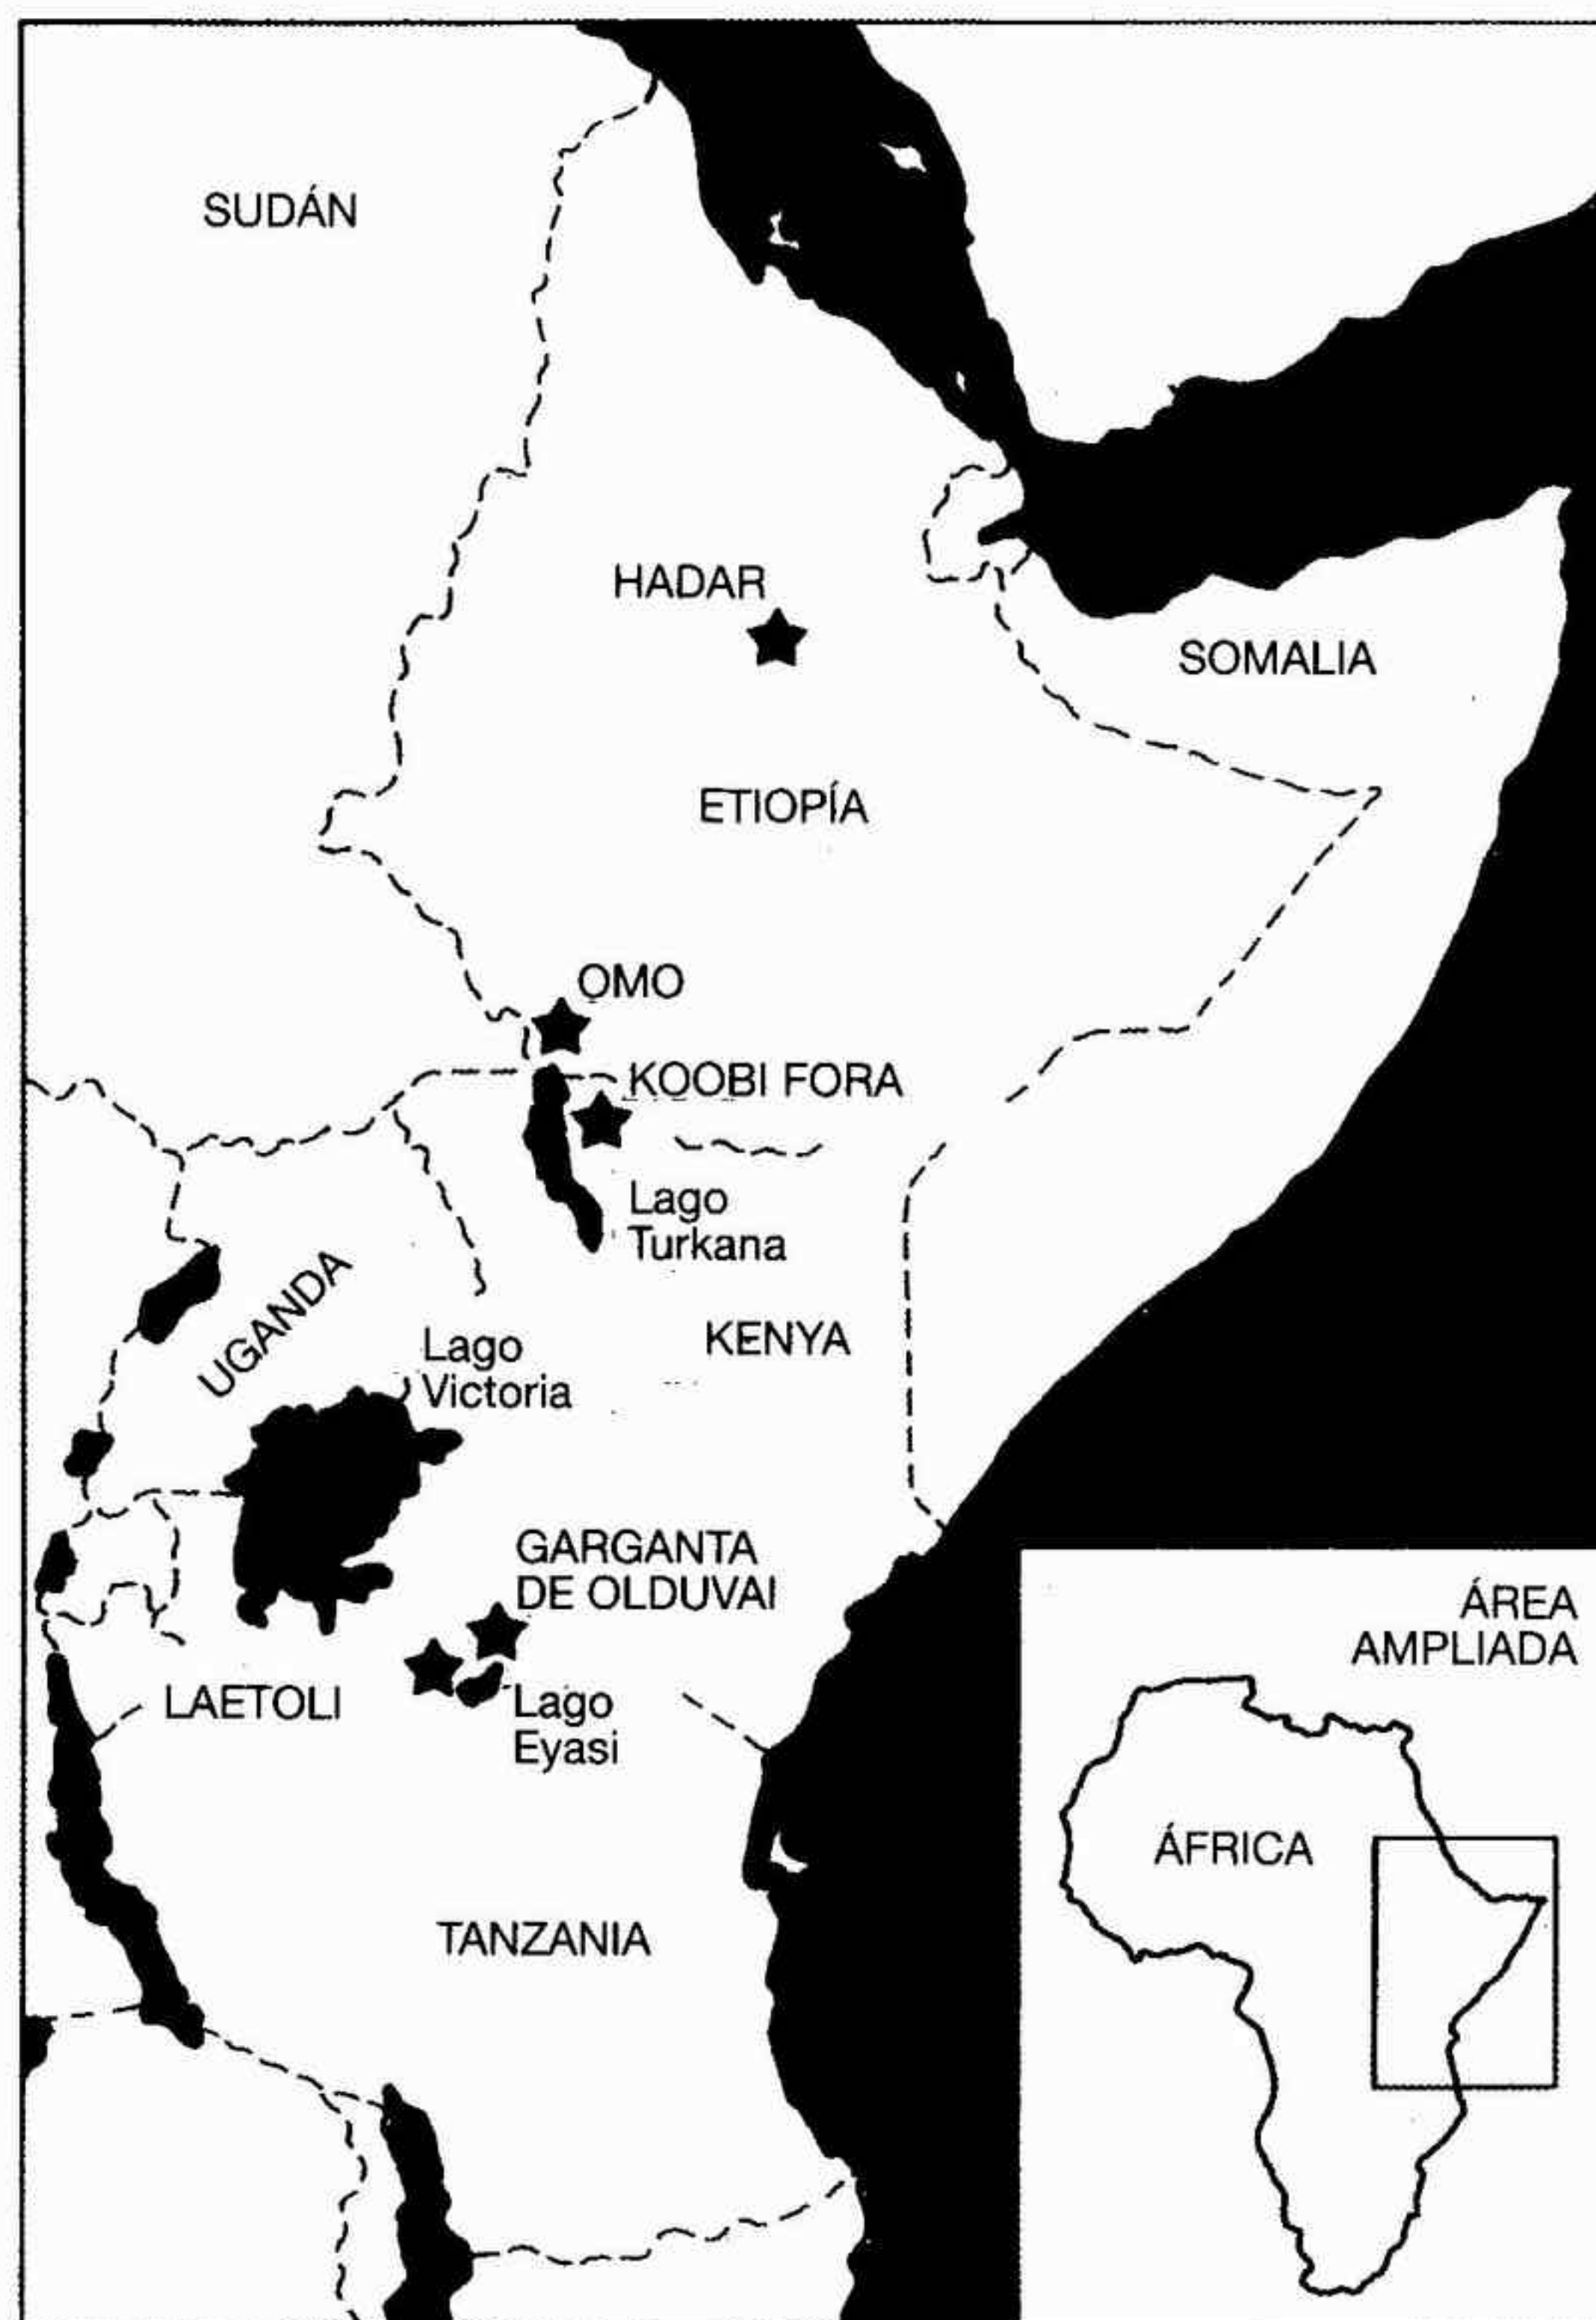 SUDÁN
HADAR
SOMALIA
ETIOPÍA
OMO
KOOBI FORA
Lago
Turkana
UGANDA
KENYA
Lago
Victoria
GARGANTA
DE OLDUVAI
LAETOLI
Lago
Eyasi
TANZANIA
ÁREA
AMPLIADA
ÁFRICA